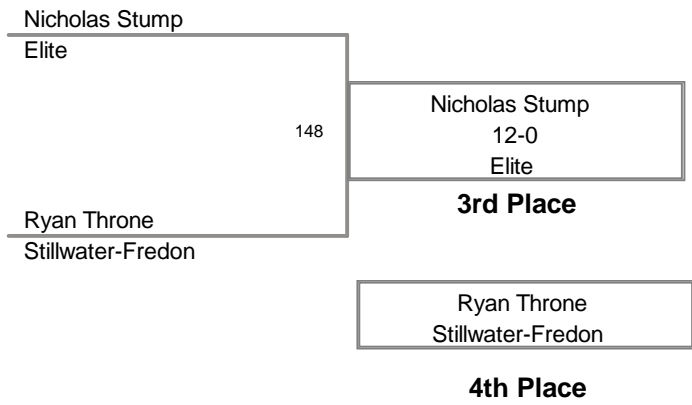 Nicholas Stump
Elite
148
Nicholas Stump
12-0
Elite
3rd Place
Ryan Throne
Stillwater-Fredon
Ryan Throne
Stillwater-Fredon
4th Place